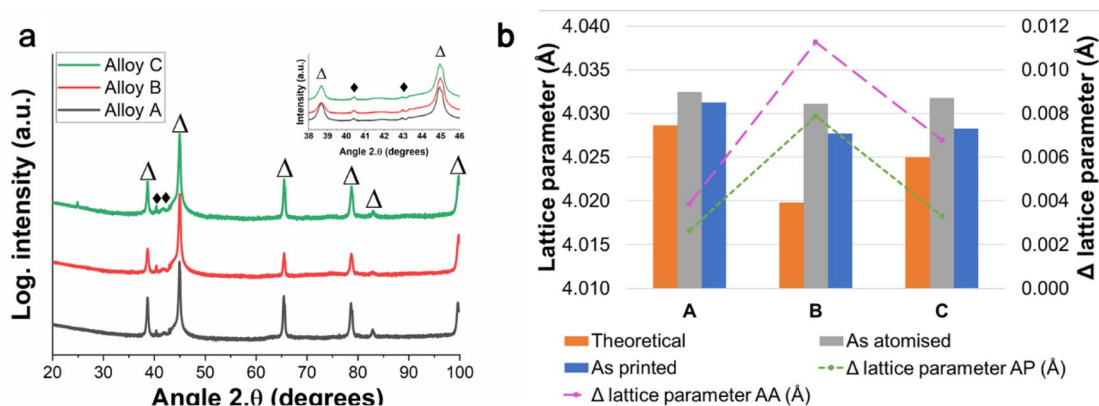 a
Alloy C
Alloy B
Alloy A
Log. intensity (a.u.)
Δ ♦♦ Δ Δ Δ Δ Δ
20 30 40 50 60 70 80 90 100
Angle 2.θ (degrees)
Intensity (a.u.)
Δ ♦ ♦ Δ
38 39 40 41 42 43 44 45 46
Angle 2.θ (degrees)
b
Lattice parameter (Å)
4.040
4.035
4.030
4.025
4.020
4.015
4.010
A B C
0.012
0.010
0.008
0.006
0.004
0.002
0.000
Δ lattice parameter (Å)
Theoretical
As atomised
As printed
Δ lattice parameter AP (Å)
Δ lattice parameter AA (Å)